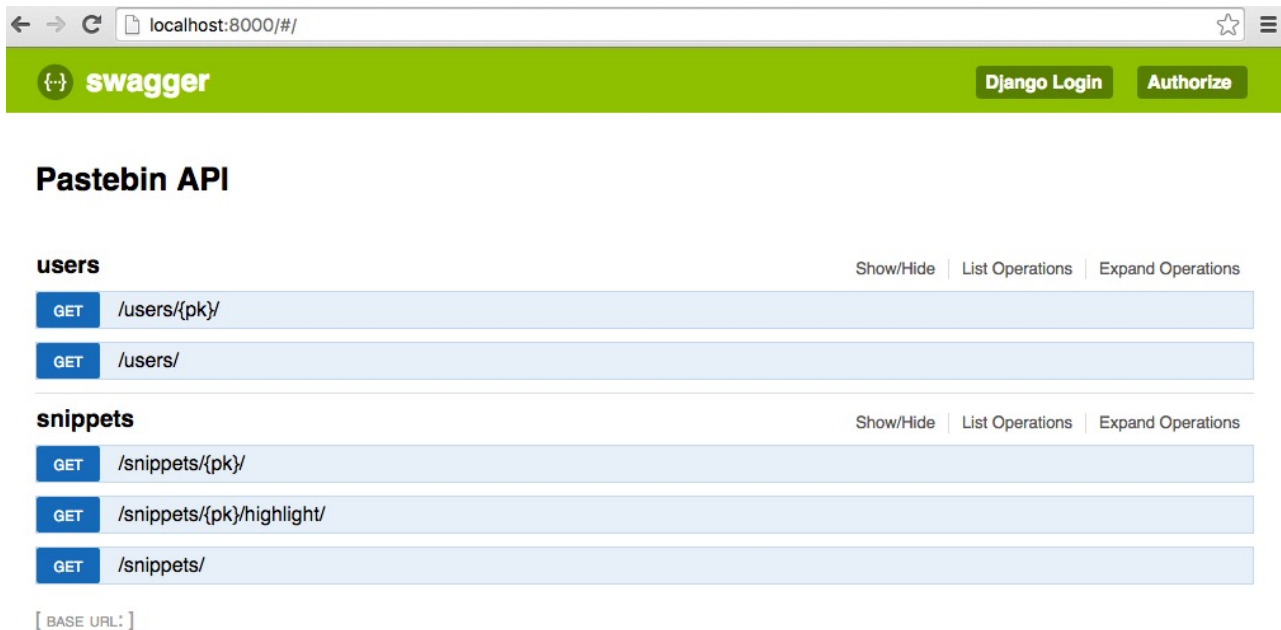 localhost:8000/#/
{···} swagger Django Login Authorize
Pastebin API
users Show/Hide List Operations Expand Operations
GET /users/{pk}/
GET /users/
snippets Show/Hide List Operations Expand Operations
GET /snippets/{pk}/
GET /snippets/{pk}/highlight/
GET /snippets/
[ BASE URL: ]